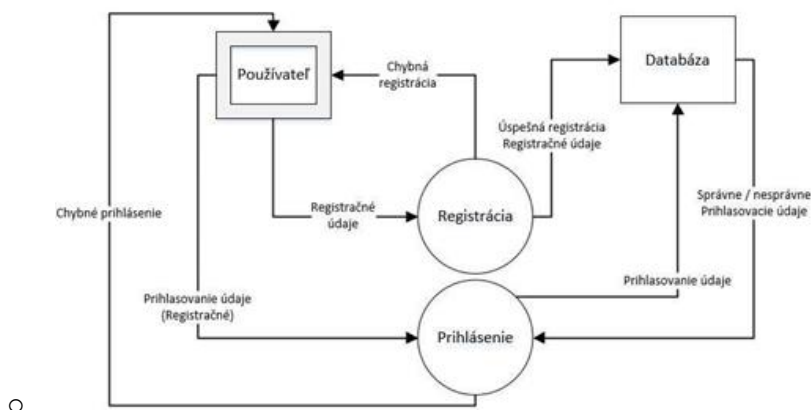 Používateľ
Databáza
Chybná
registrácia
Úspešná registrácia
Registračné údaje
Správne / nesprávne
Prihlasovacie údaje
Chybné prihlásenie
Registračné
údaje
Registrácia
Prihlasovanie údaje
(Registračné)
Prihlasovanie údaje
Prihlásenie